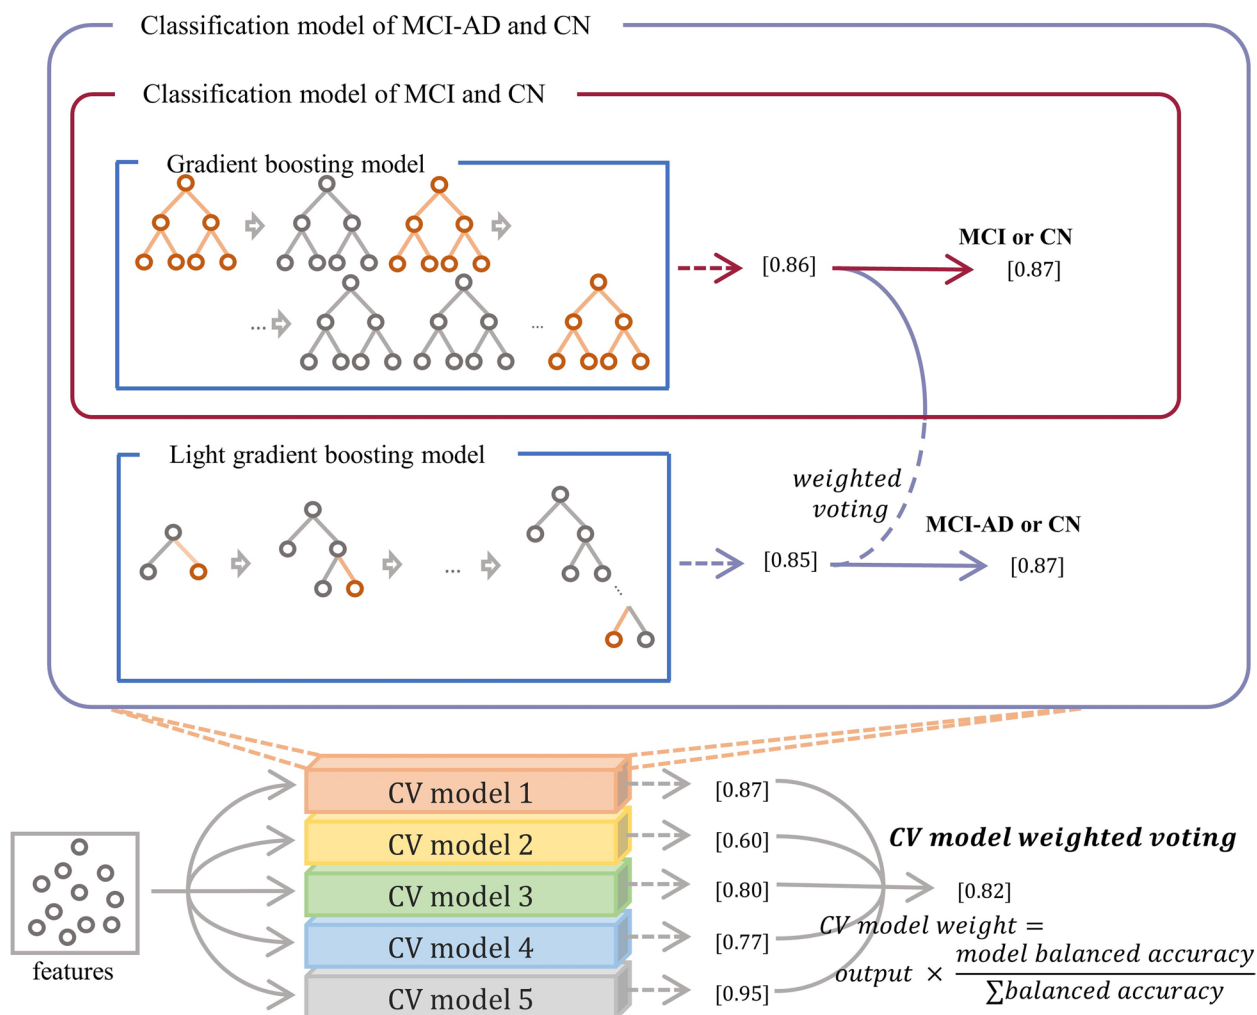 Classification model of MCI-AD and CN
Classification model of MCI and CN
Gradient boosting model
...
...
[0.86]
MCI or CN
[0.87]
Light gradient boosting model
...
...
weighted
voting
[0.85]
MCI-AD or CN
[0.87]
features
CV model 1
CV model 2
CV model 3
CV model 4
CV model 5
[0.87]
[0.60]
[0.80]
[0.77]
[0.95]
CV model weighted voting
[0.82]
CV model weight =
output × model balanced accuracy
∑balanced accuracy